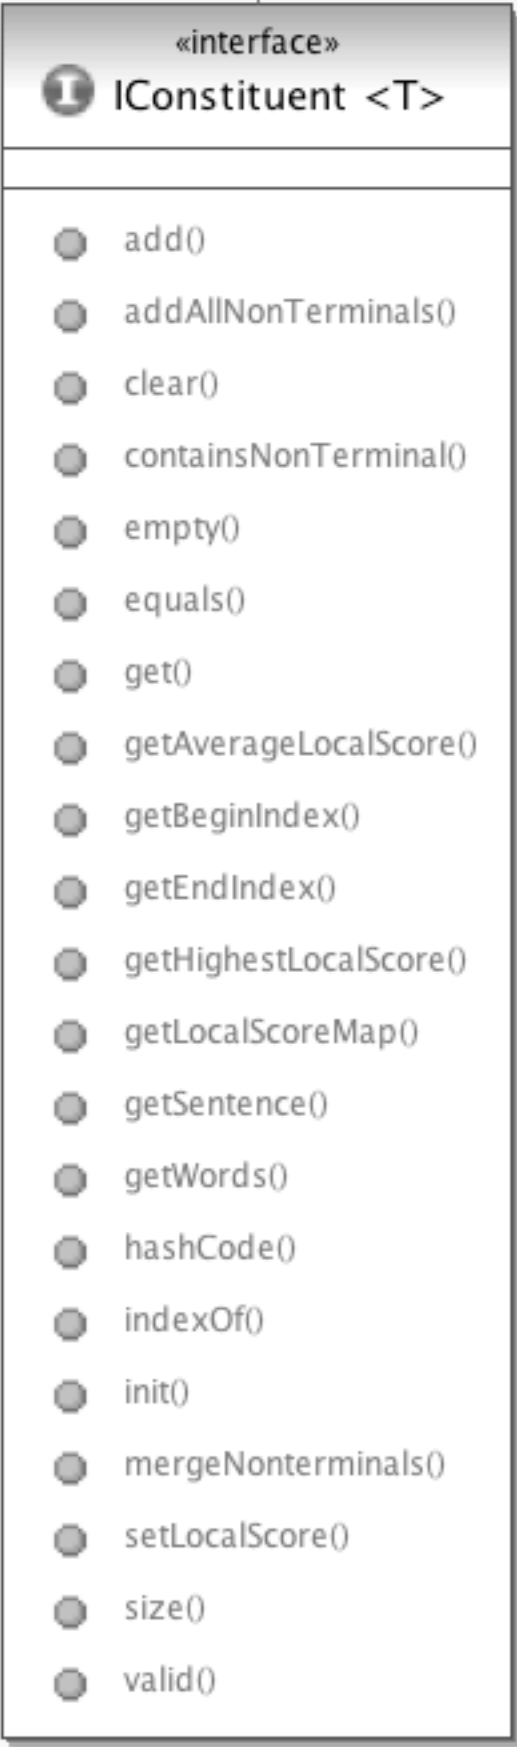 «interface»
IConstituent <T>
add()
addAllNonTerminals()
clear()
containsNonTerminal()
empty()
equals()
get()
getAverageLocalScore()
getBeginIndex()
getEndIndex()
getHighestLocalScore()
getLocalScoreMap()
getSentence()
getWords()
hashCode()
indexOf()
init()
mergeNonterminals()
setLocalScore()
size()
valid()